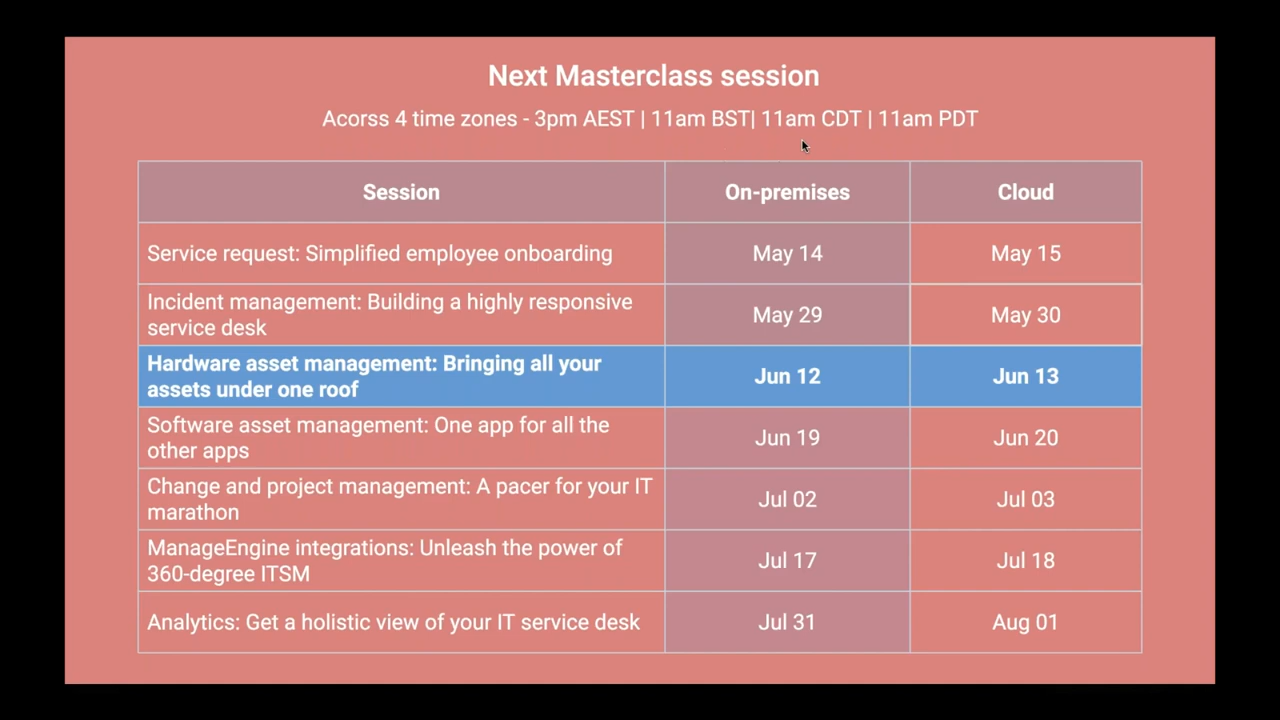 Next Masterclass session
Acorss 4 time zones - 3pm AEST | 11am BST| 11am CDT | 11am PDT
Session On-premises Cloud
Service request: Simplified employee onboarding May 14 May 15
Incident management: Building a highly responsive
service desk May 29 May 30
Hardware asset management: Bringing all your
assets under one roof Jun 12 Jun 13
Software asset management: One app for all the
other apps Jun 19 Jun 20
Change and project management: A pacer for your IT
marathon Jul 02 Jul 03
ManageEngine integrations: Unleash the power of
360-degree ITSM Jul 17 Jul 18
Analytics: Get a holistic view of your IT service desk Jul 31 Aug 01